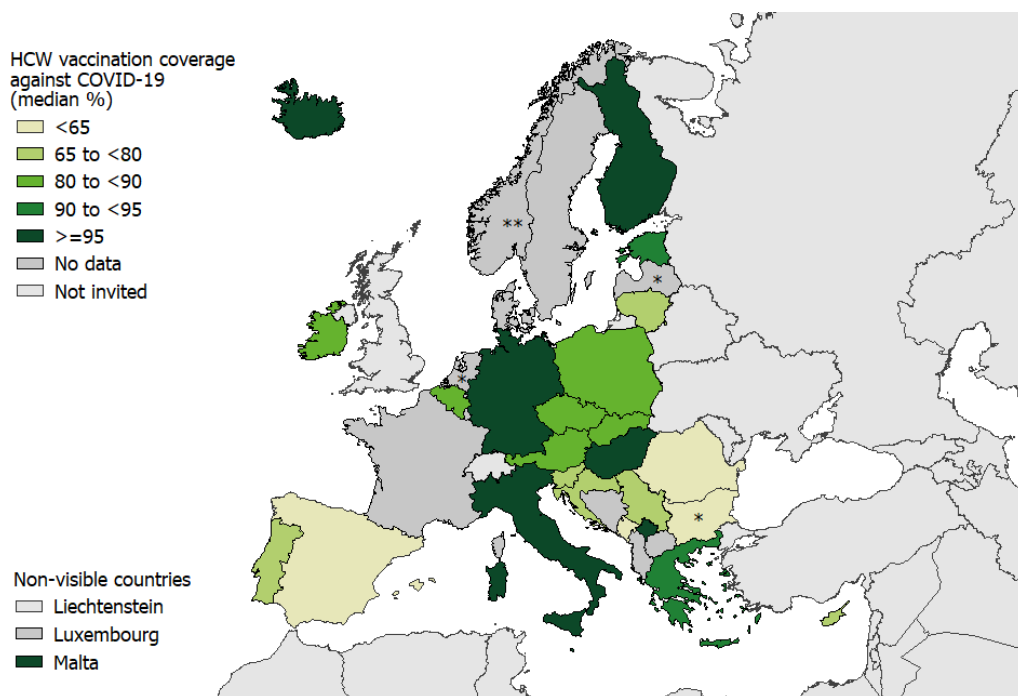 HCW vaccination coverage
against COVID-19
(median %)
<65
65 to <80
80 to <90
90 to <95
>=95
No data
Not invited
**
*
*
*
Non-visible countries
Liechtenstein
Luxembourg
Malta